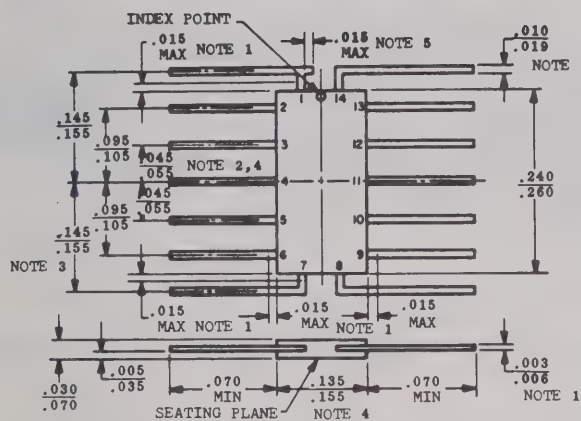 INDEX POINT
.015
MAX NOTE 1
.015
MAX NOTE 5
.010
.019
NOTE
1 14
2 13
3 12
4 11
5 10
6 9
7 8
.145
.155
.095
.105
.045
.055
NOTE 2,4
.045
.055
.095
.105
.145
.155
NOTE 3
.240
.260
.015
MAX NOTE 1
.015
MAX NOTE 1
.015
MAX
.005
.035
.030
.070
.070
MIN
.135
.155
.070
MIN
.003
.006
NOTE 1
SEATING PLANE
NOTE 4